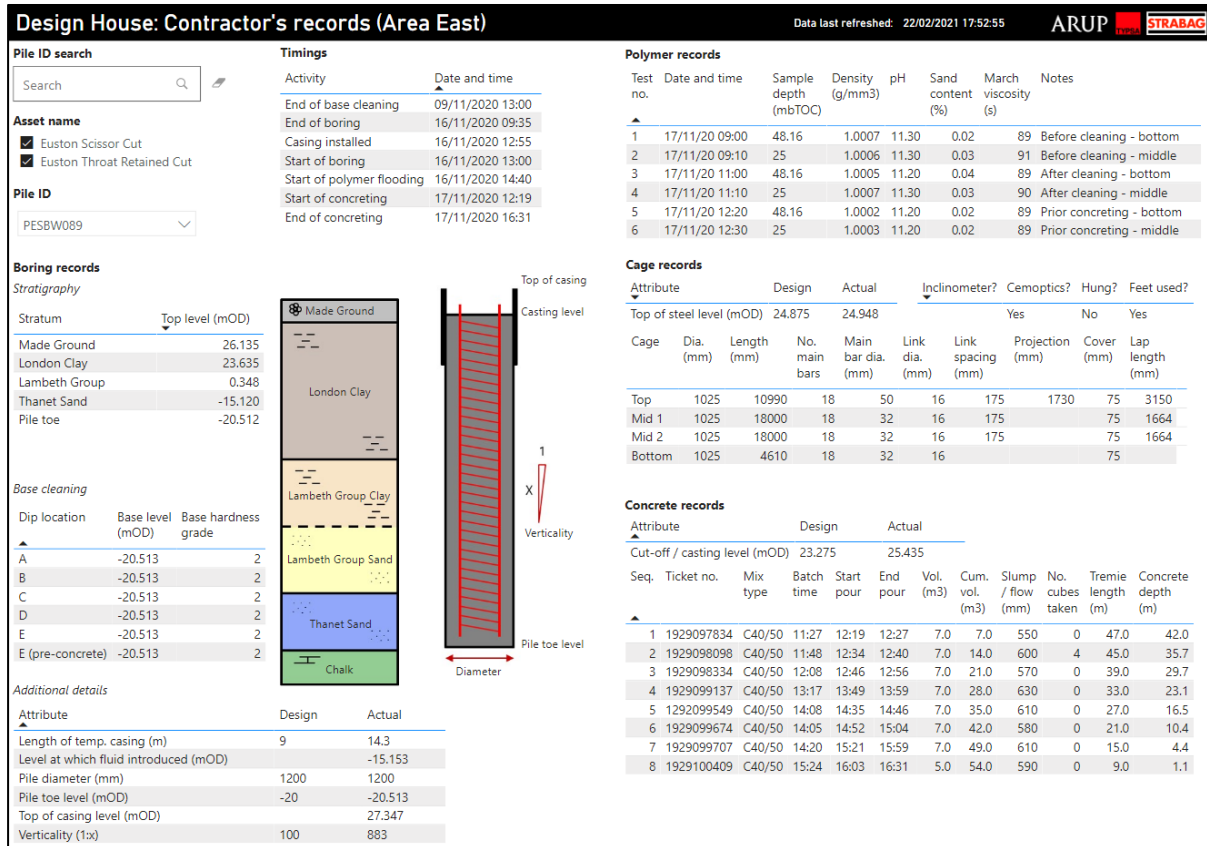 Design House: Contractor's records (Area East)
Data last refreshed: 22/02/2021 17:52:55
ARUP TYPSA STRABAG
Pile ID search
Search
Asset name
Euston Scissor Cut
Euston Throat Retained Cut
Pile ID
PESBW089
Timings
Activity Date and time
End of base cleaning 09/11/2020 13:00
End of boring 16/11/2020 09:35
Casing installed 16/11/2020 12:55
Start of boring 16/11/2020 13:00
Start of polymer flooding 16/11/2020 14:40
Start of concreting 17/11/2020 12:19
End of concreting 17/11/2020 16:31
Polymer records
Test Date and time Sample Density pH Sand March Notes
no. depth (g/mm3) content viscosity
(mbTOC) (%) (s)
1 17/11/20 09:00 48.16 1.0007 11.30 0.02 89 Before cleaning - bottom
2 17/11/20 09:10 25 1.0006 11.30 0.03 91 Before cleaning - middle
3 17/11/20 11:00 48.16 1.0005 11.20 0.04 89 After cleaning - bottom
4 17/11/20 11:10 25 1.0007 11.30 0.03 90 After cleaning - middle
5 17/11/20 12:20 48.16 1.0002 11.20 0.02 89 Prior concreting - bottom
6 17/11/20 12:30 25 1.0003 11.20 0.02 89 Prior concreting - middle
Boring records
Stratigraphy
Stratum Top level (mOD)
Made Ground 26.135
London Clay 23.635
Lambeth Group 0.348
Thanet Sand -15.120
Pile toe -20.512
Base cleaning
Dip location Base level Base hardness
(mOD) grade
A -20.513 2
B -20.513 2
C -20.513 2
D -20.513 2
E -20.513 2
E (pre-concrete) -20.513 2
Additional details
Attribute Design Actual
Length of temp. casing (m) 9 14.3
Level at which fluid introduced (mOD) -15.153
Pile diameter (mm) 1200 1200
Pile toe level (mOD) -20 -20.513
Top of casing level (mOD) 27.347
Verticality (1:x) 100 883
Made Ground
London Clay
Lambeth Group Clay
Lambeth Group Sand
Thanet Sand
Chalk
Top of casing
Casting level
1
X
Verticality
Pile toe level
Diameter
Cage records
Attribute Design Actual Inclinometer? Cemoptics? Hung? Feet used?
Top of steel level (mOD) 24.875 24.948 Yes No Yes
Cage Dia. Length No. Main Link Link Projection Cover Lap
(mm) (mm) main bar dia. dia. spacing (mm) (mm) length
bars (mm) (mm) (mm) (mm)
Top 1025 10990 18 50 16 175 1730 75 3150
Mid 1 1025 18000 18 32 16 175 75 1664
Mid 2 1025 18000 18 32 16 175 75 1664
Bottom 1025 4610 18 32 16 75
Concrete records
Attribute Design Actual
Cut-off / casting level (mOD) 23.275 25.435
Seq. Ticket no. Mix Batch Start End Vol. Cum. Slump No. Tremie Concrete
type time pour pour (m3) vol. / flow cubes length depth
(m3) (mm) taken (m) (m)
1 1929097834 C40/50 11:27 12:19 12:27 7.0 7.0 550 0 47.0 42.0
2 1929098098 C40/50 11:48 12:34 12:40 7.0 14.0 600 4 45.0 35.7
3 1929098334 C40/50 12:08 12:46 12:56 7.0 21.0 570 0 39.0 29.7
4 1929099137 C40/50 13:17 13:49 13:59 7.0 28.0 630 0 33.0 23.1
5 1292099549 C40/50 14:08 14:35 14:46 7.0 35.0 610 0 27.0 16.5
6 1929099674 C40/50 14:05 14:52 15:04 7.0 42.0 580 0 21.0 10.4
7 1929099707 C40/50 14:20 15:21 15:59 7.0 49.0 610 0 15.0 4.4
8 1929100409 C40/50 15:24 16:03 16:31 5.0 54.0 590 0 9.0 1.1